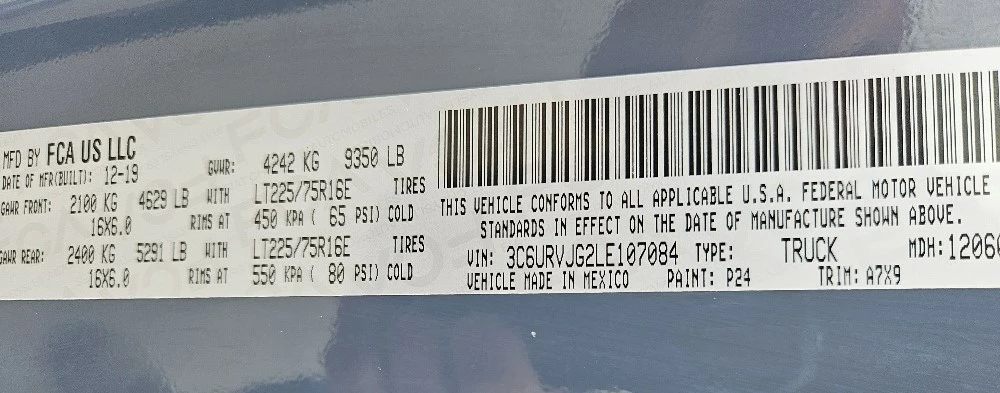 MFD BY FCA US LLC
DATE OF MFR(BUILT): 12-19 GVWR: 4242 KG 9350 LB
GAWR FRONT: 2100 KG 4629 LB WITH LT225/75R16E TIRES
16X6.0 RIMS AT 450 KPA ( 65 PSI) COLD
GAWR REAR: 2400 KG 5291 LB WITH LT225/75R16E TIRES
16X6.0 RIMS AT 550 KPA ( 80 PSI) COLD
THIS VEHICLE CONFORMS TO ALL APPLICABLE U.S.A. FEDERAL MOTOR VEHICLE
STANDARDS IN EFFECT ON THE DATE OF MANUFACTURE SHOWN ABOVE.
VIN: 3C6URVJG2LE107084 TYPE: TRUCK MDH: 12060
VEHICLE MADE IN MEXICO PAINT: P24 TRIM: A7X9